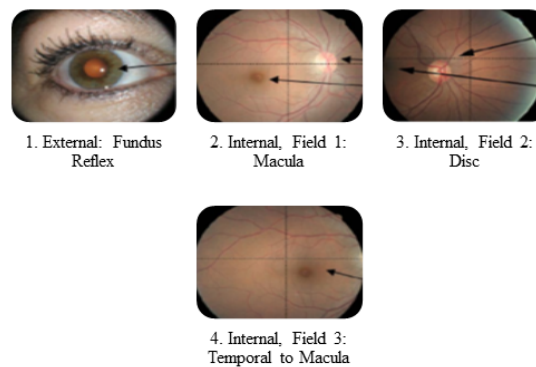 1. External: Fundus
Reflex
2. Internal, Field 1:
Macula
3. Internal, Field 2:
Disc
4. Internal, Field 3:
Temporal to Macula